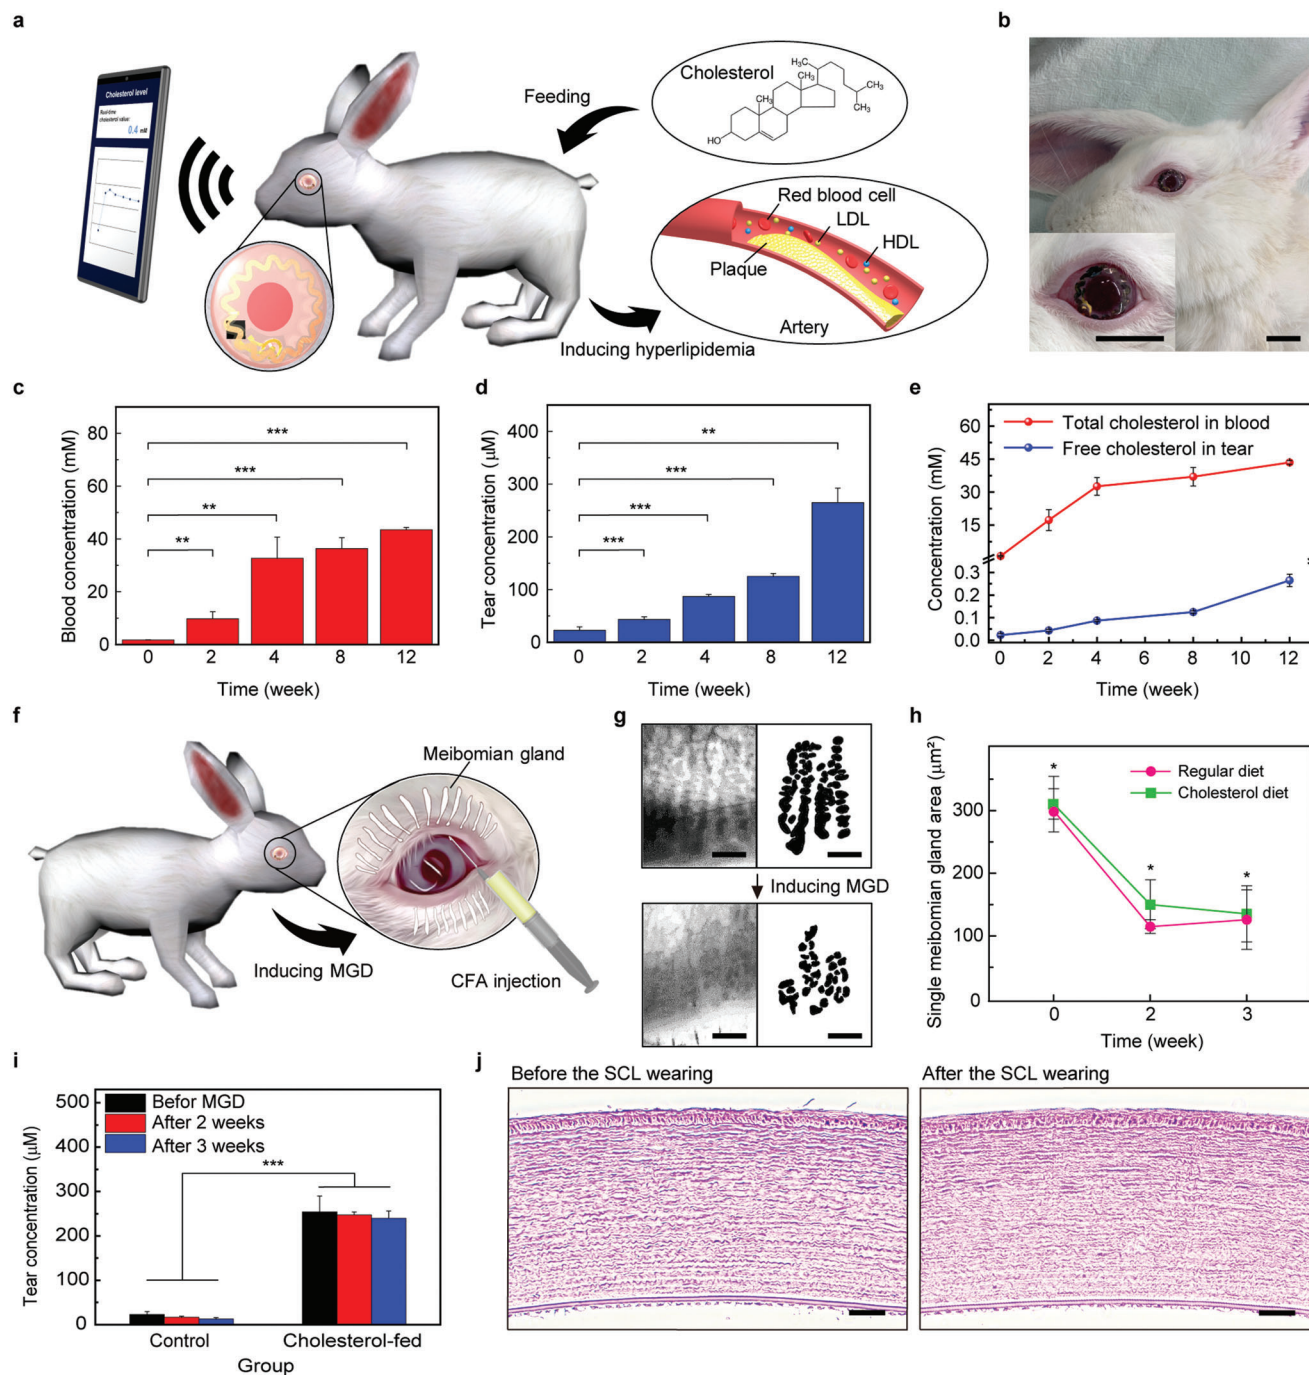 a
Cholesterol level
Real-time
cholesterol value:
0.4 mM
Feeding
Cholesterol
CH₃
CH₃
CH₃
CH₃
CH₃
HO
Red blood cell
LDL
HDL
Plaque
Artery
Inducing hyperlipidemia
b
c
Blood concentration (mM)
80
60
40
20
0
***
***
**
**
0 2 4 8 12
Time (week)
d
Tear concentration (µM)
400
300
200
100
0
**
***
***
***
0 2 4 8 12
Time (week)
e
Concentration (mM)
60
45
30
15
0.3
0.2
0.1
0.0
Total cholesterol in blood
Free cholesterol in tear
0 2 4 6 8 10 12
Time (week)
f
Meibomian gland
Inducing MGD
CFA injection
g
Inducing MGD
h
Single meibomian gland area (µm²)
300
200
100
0
Regular diet
Cholesterol diet
*
*
*
0 2 3
Time (week)
i
Tear concentration (µM)
500
400
300
200
100
0
Befor MGD
After 2 weeks
After 3 weeks
***
Control Cholesterol-fed
Group
j
Before the SCL wearing
After the SCL wearing